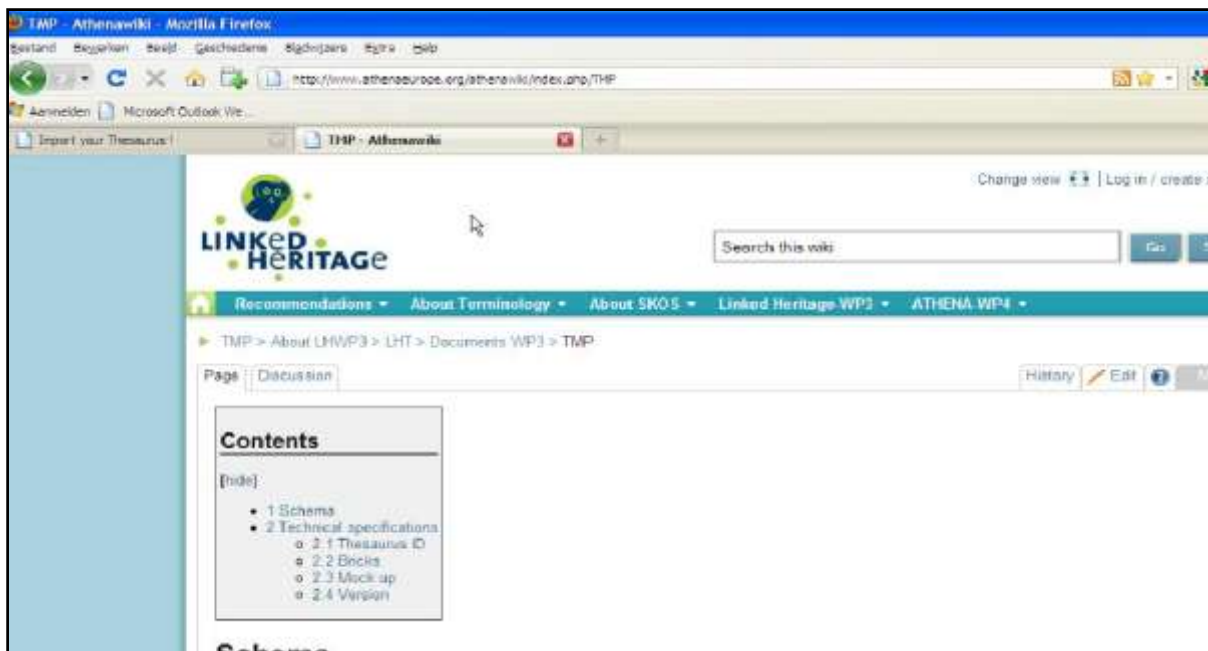 TMP - Athenawiki - Mozilla Firefox
Bestand Bewerken Beeld Geschiedenis Bladwijzers Extra Help
http://www.athenaeurope.org/athenawiki/index.php/TMP
Aanmelden Microsoft Outlook We...
Import your Thesaurus! TMP - Athenawiki
Change view | Log in / create
LINKeD
HeRITAGe
Search this wiki Go
Recommendations About Terminology About SKOS Linked Heritage WP3 ATHENA WP4
TMP > About LHWP3 > LHT > Documents WP3 > TMP
Page Discussion History Edit
Contents
[hide]
1 Schema
2 Technical specifications
2.1 Thesaurus ID
2.2 Bricks
2.3 Mock up
2.4 Version
Schema